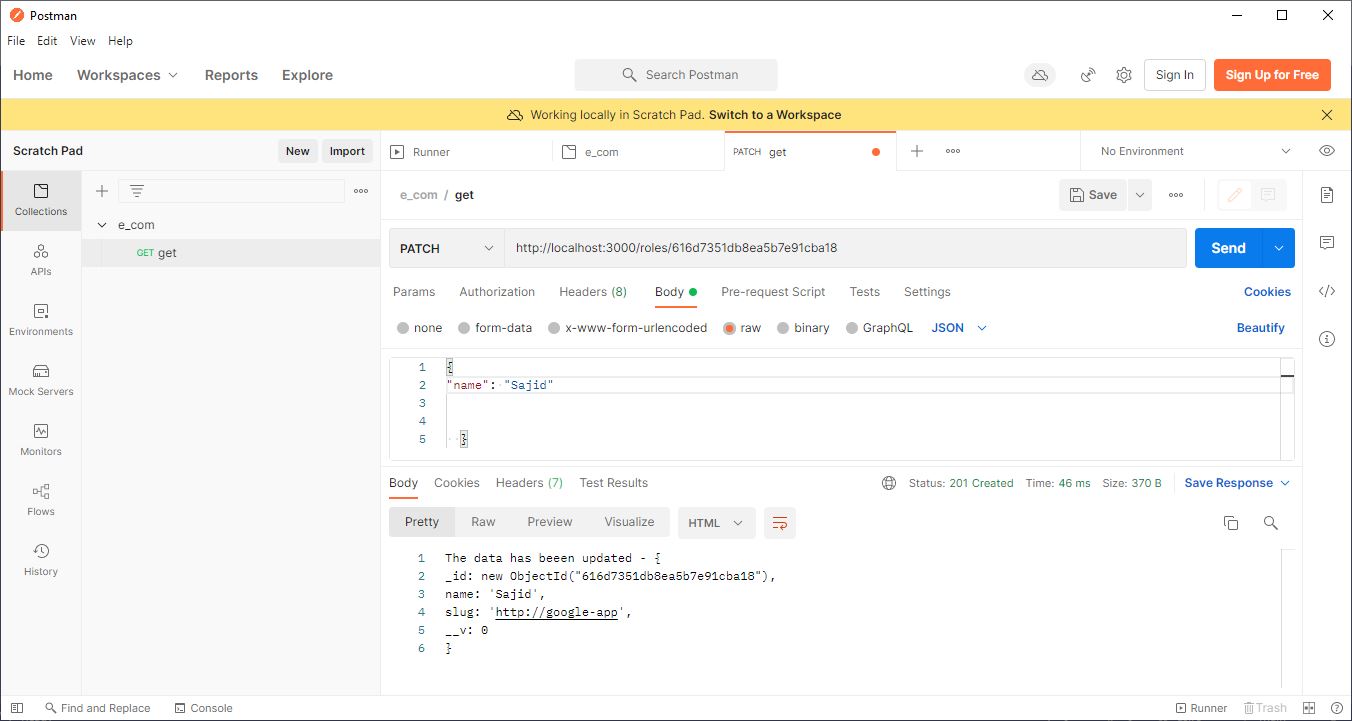 Postman
File Edit View Help
Home Workspaces Reports Explore Search Postman Sign In Sign Up for Free
Working locally in Scratch Pad. Switch to a Workspace
Scratch Pad New Import Runner e_com PATCH get No Environment
Collections
APIs
Environments
Mock Servers
Monitors
Flows
History
e_com
GET get
e_com / get Save
PATCH http://localhost:3000/roles/616d7351db8ea5b7e91cba18 Send
Params Authorization Headers (8) Body Pre-request Script Tests Settings Cookies
none form-data x-www-form-urlencoded raw binary GraphQL JSON Beautify
1 {
2 "name": "Sajid"
3
4
5 }
Body Cookies Headers (7) Test Results Status: 201 Created Time: 46 ms Size: 370 B Save Response
Pretty Raw Preview Visualize HTML
1 The data has beeen updated - {
2 _id: new ObjectId("616d7351db8ea5b7e91cba18"),
3 name: 'Sajid',
4 slug: 'http://google-app',
5 __v: 0
6 }
Find and Replace Console Runner Trash